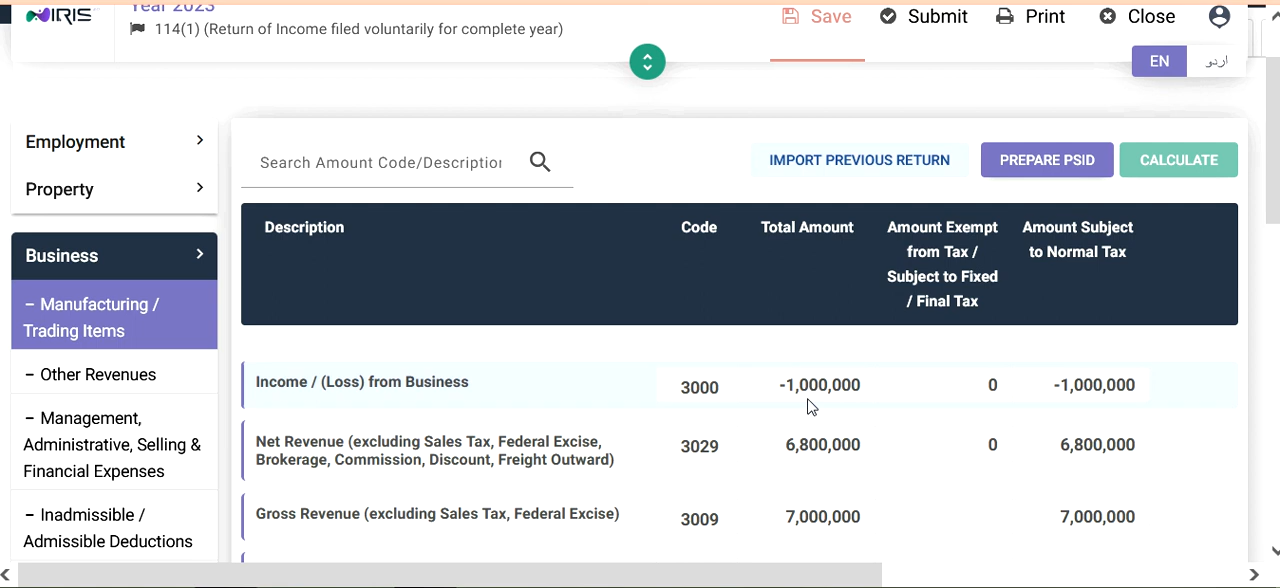 IRIS
Year 2023
114(1) (Return of Income filed voluntarily for complete year)
Save
Submit
Print
Close
EN
اردو
Employment
Property
Business
– Manufacturing /
Trading Items
– Other Revenues
– Management,
Administrative, Selling &
Financial Expenses
– Inadmissible /
Admissible Deductions
Search Amount Code/Description
IMPORT PREVIOUS RETURN
PREPARE PSID
CALCULATE
Description
Code
Total Amount
Amount Exempt
from Tax /
Subject to Fixed
/ Final Tax
Amount Subject
to Normal Tax
Income / (Loss) from Business
3000
-1,000,000
0
-1,000,000
Net Revenue (excluding Sales Tax, Federal Excise,
Brokerage, Commission, Discount, Freight Outward)
3029
6,800,000
0
6,800,000
Gross Revenue (excluding Sales Tax, Federal Excise)
3009
7,000,000
7,000,000